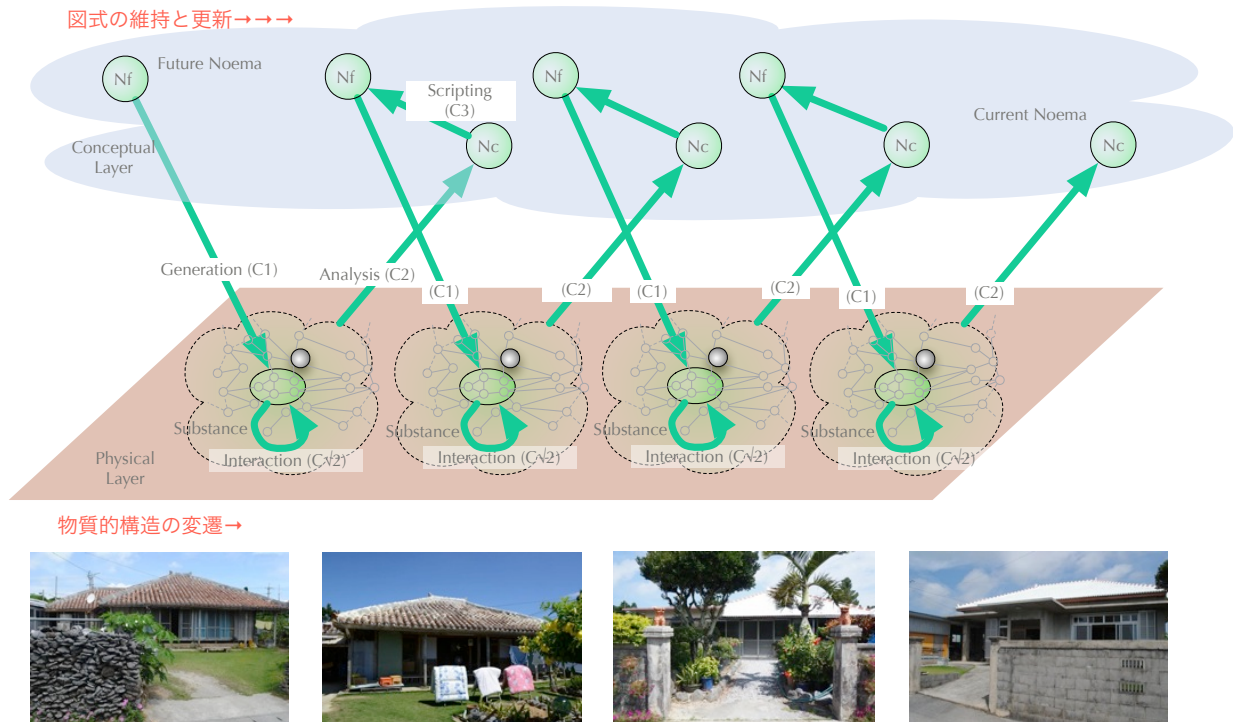 図式の維持と更新→→→
Nf
Future Noema
Nf
Nf
Nf
Scripting
(C3)
Current Noema
Conceptual
Layer
Nc
Nc
Nc
Nc
Generation (C1)
Analysis (C2)
(C1)
(C2)
(C1)
(C2)
(C1)
(C2)
Substance
Substance
Substance
Substance
Interaction (C√2)
Interaction (C√2)
Interaction (C√2)
Interaction (C√2)
Physical
Layer
物質的構造の変遷→